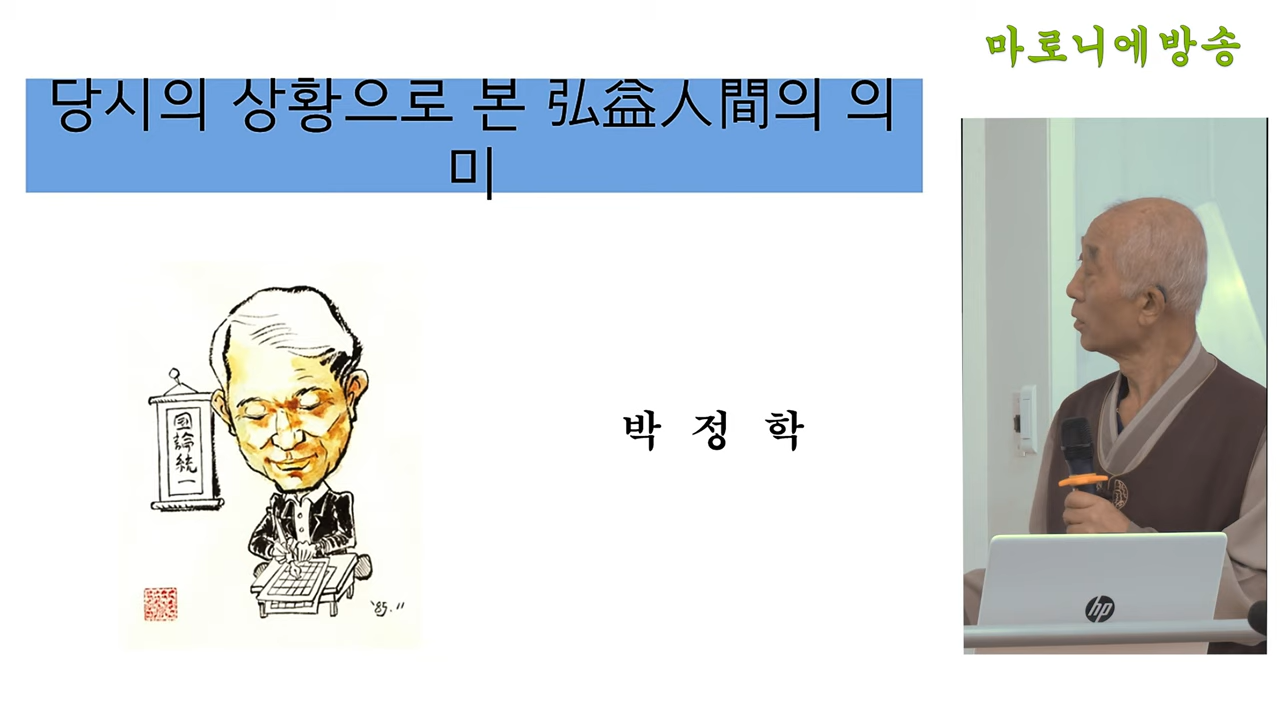 마로니에방송
당시의 상황으로 본 弘益人間의 의
미
國論統一
박 정 학
'85. 11
hp